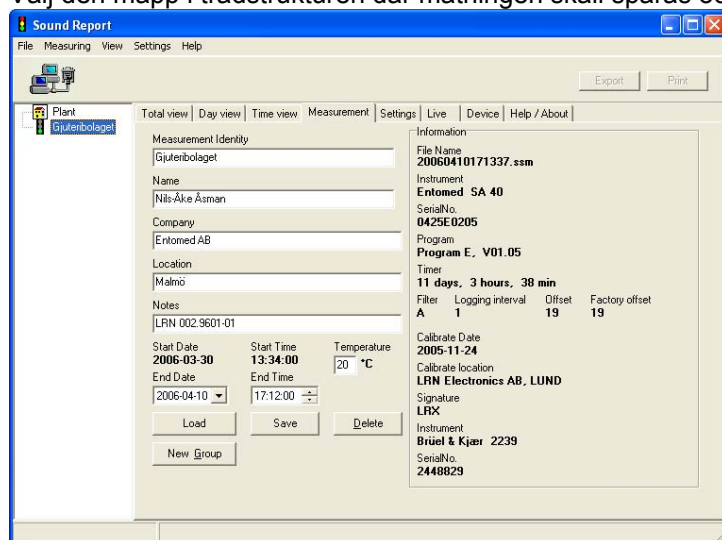 Välj den mapp i trädstrukturen där mätningen skall sparas oc
Sound Report
File Measuring View Settings Help
Export Print
Plant
Gjuteribolaget
Total view Day view Time view Measurement Settings Live Device Help / About
Measurement Identity
Gjuteribolaget
Name
Nils-Åke Åsman
Company
Entomed AB
Location
Malmö
Notes
LRN 002.9601-01
Start Date Start Time Temperature
2006-03-30 13:34:00 20 °C
End Date End Time
2006-04-10 17:12:00
Load Save Delete
New Group
Information
File Name
20060410171337.ssm
Instrument
Entomed SA 40
SerialNo.
0425E0205
Program
Program E, V01.05
Timer
11 days, 3 hours, 38 min
Filter Logging interval Offset Factory offset
A 1 19 19
Calibrate Date
2005-11-24
Calibrate location
LRN Electronics AB, LUND
Signature
LRX
Instrument
Brüel & Kjær 2239
SerialNo.
2448829